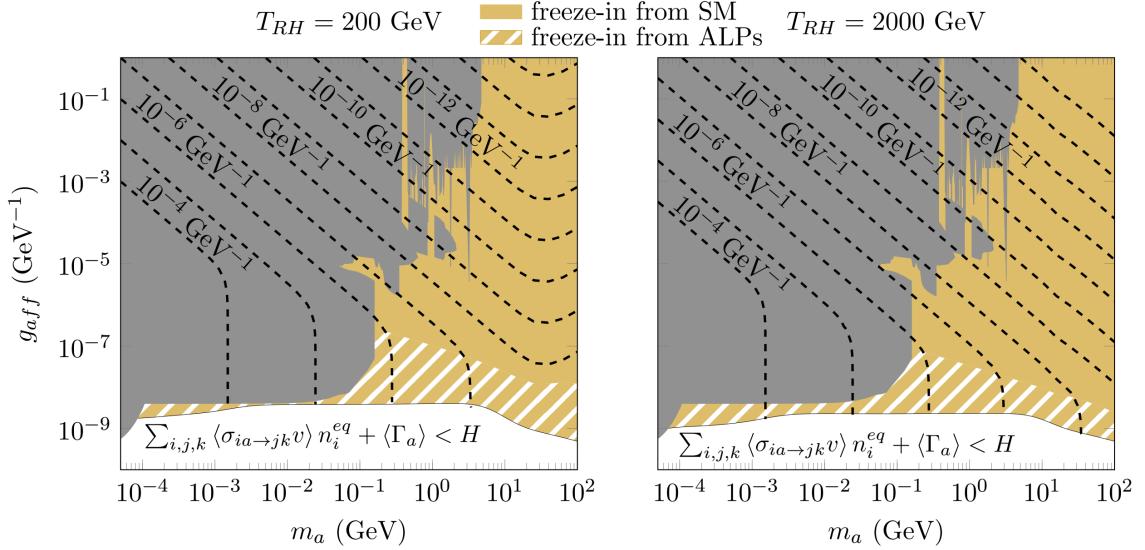 T_{RH} = 200 GeV
freeze-in from SM
freeze-in from ALPs
T_{RH} = 2000 GeV
g_{aff} (GeV^{−1})
10^{−1}
10^{−3}
10^{−5}
10^{−7}
10^{−9}
10^{−4} GeV^{−1}
10^{−6} GeV^{−1}
10^{−8} GeV^{−1}
10^{−10} GeV^{−1}
10^{−12} GeV^{−1}
∑_{i,j,k} ⟨σ_{ia→jk}v⟩ n_i^{eq} + ⟨Γ_a⟩ < H
10^{−4} 10^{−3} 10^{−2} 10^{−1} 10^{0} 10^{1} 10^{2}
m_a (GeV)
10^{−4} GeV^{−1}
10^{−6} GeV^{−1}
10^{−8} GeV^{−1}
10^{−10} GeV^{−1}
10^{−12} GeV^{−1}
∑_{i,j,k} ⟨σ_{ia→jk}v⟩ n_i^{eq} + ⟨Γ_a⟩ < H
10^{−4} 10^{−3} 10^{−2} 10^{−1} 10^{0} 10^{1} 10^{2}
m_a (GeV)